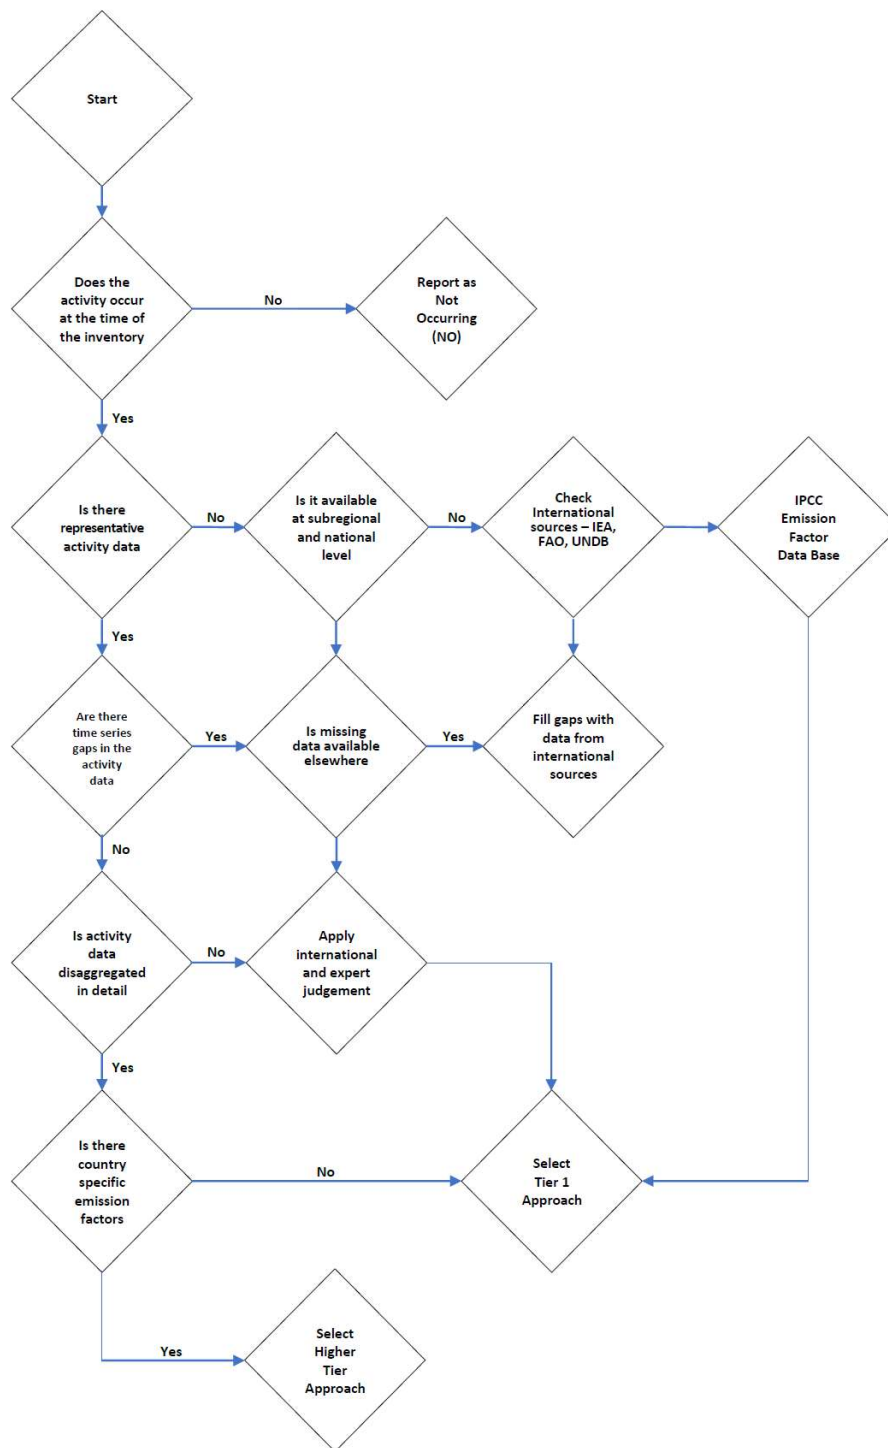 Start
Does the
activity occur
at the time of
the inventory
No
Report as
Not
Occurring
(NO)
Yes
Is there
representative
activity data
No
Is it available
at subregional
and national
level
No
Check
International
sources – IEA,
FAO, UNDB
IPCC
Emission
Factor
Data Base
Yes
Are there
time series
gaps in the
activity
data
Yes
Is missing
data available
elsewhere
Yes
Fill gaps with
data from
international
sources
No
Is activity
data
disaggregated
in detail
No
Apply
international
and expert
judgement
Yes
Is there
country
specific
emission
factors
No
Select
Tier 1
Approach
Yes
Select
Higher
Tier
Approach